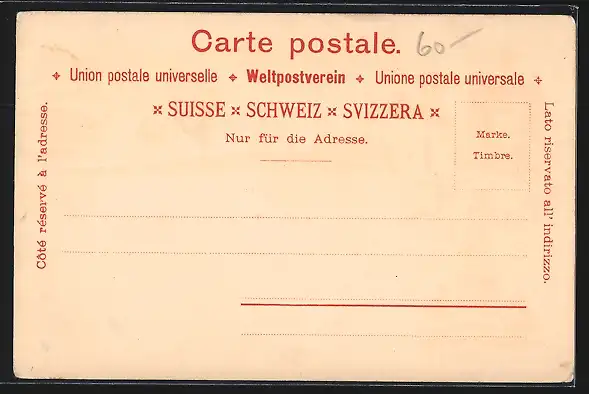 Carte postale. 60—
✢ Union postale universelle ✢ Weltpostverein ✢ Unione postale universale ✢
⁙ SUISSE ⁙ SCHWEIZ ⁙ SVIZZERA ⁙
Nur für die Adresse.
Marke.
Timbre.
Côté réservé à l'adresse.
Lato riservato all' indirizzo.